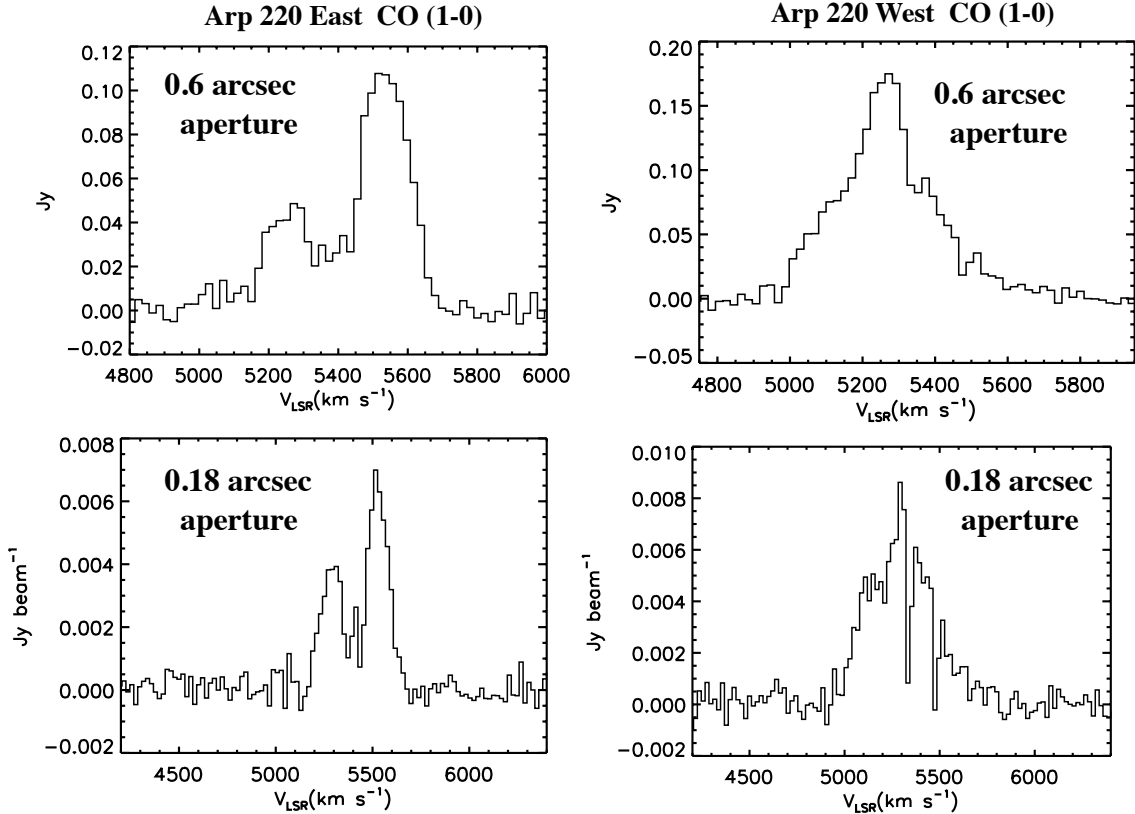 Arp 220 East CO (1-0)
0.6 arcsec
aperture
Jy
0.12
0.10
0.08
0.06
0.04
0.02
0.00
−0.02
4800 5000 5200 5400 5600 5800 6000
V_LSR(km s⁻¹)
Arp 220 West CO (1-0)
0.6 arcsec
aperture
Jy
0.20
0.15
0.10
0.05
0.00
−0.05
4800 5000 5200 5400 5600 5800
V_LSR(km s⁻¹)
0.18 arcsec
aperture
Jy beam⁻¹
0.008
0.006
0.004
0.002
0.000
−0.002
4500 5000 5500 6000
V_LSR(km s⁻¹)
0.18 arcsec
aperture
Jy beam⁻¹
0.010
0.008
0.006
0.004
0.002
0.000
−0.002
4500 5000 5500 6000
V_LSR(km s⁻¹)